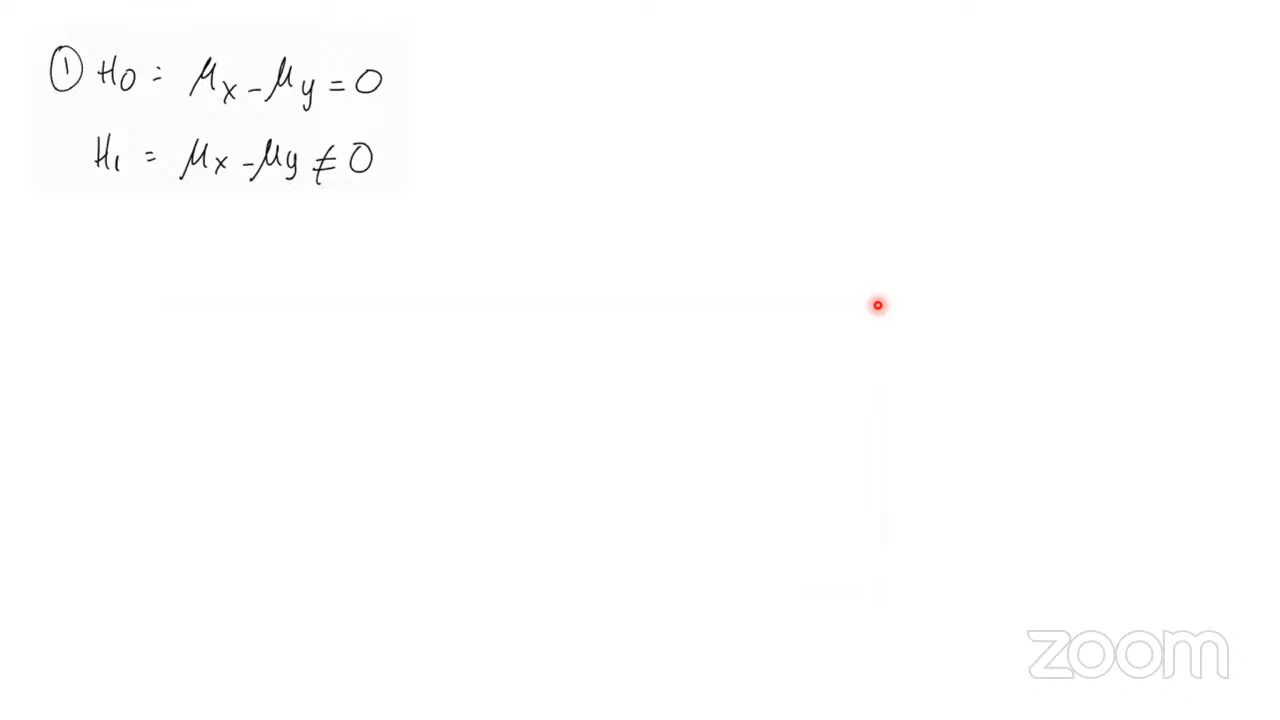 ① H0 = μx - μy = 0
H1 = μx - μy ≠ 0
zoom